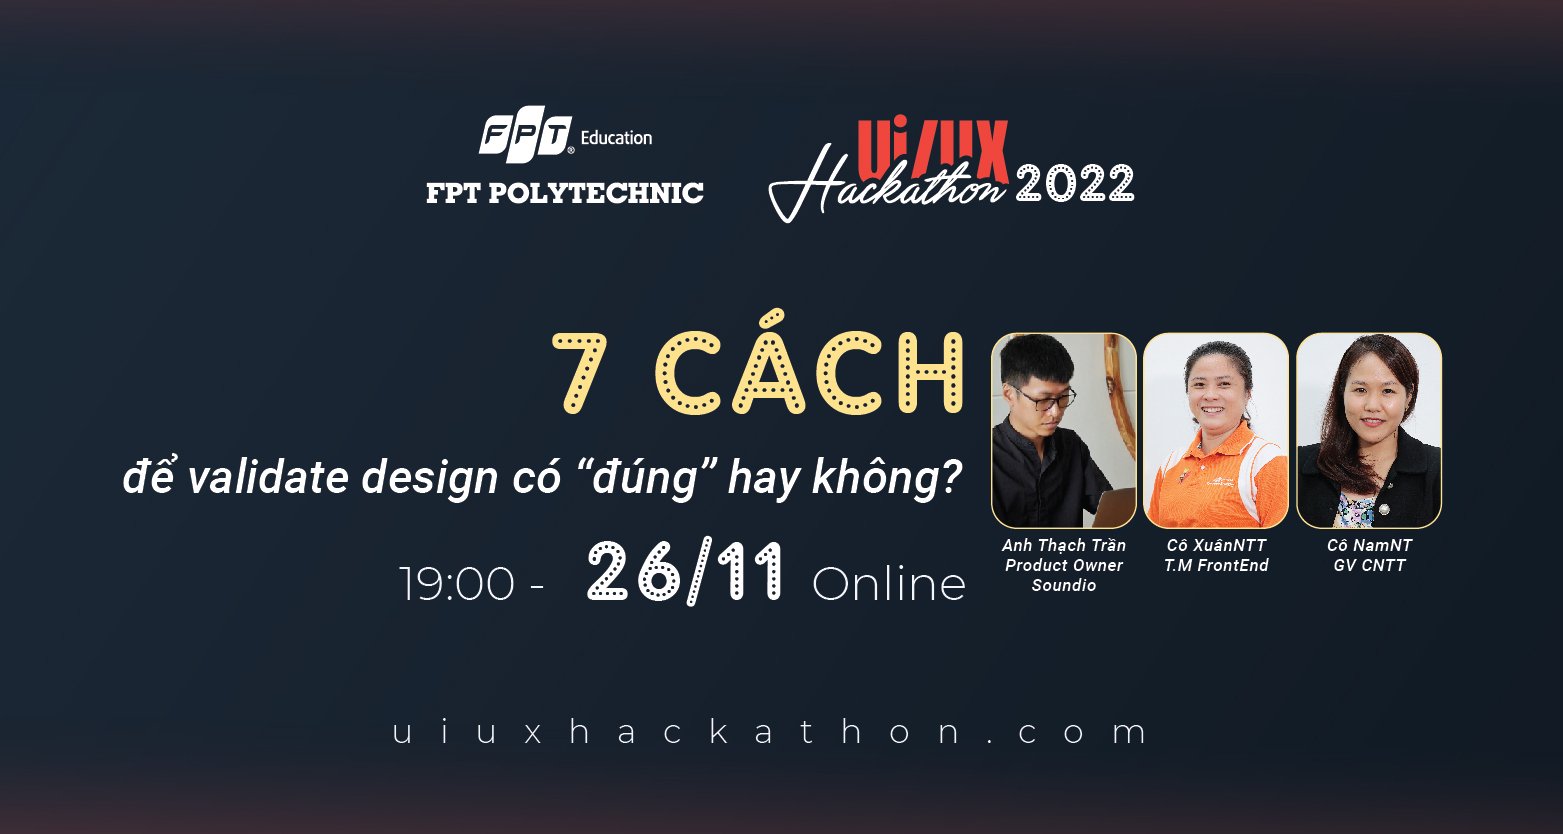 FPT Education
FPT POLYTECHNIC
Ui/UX
Hackathon 2022
7 CÁCH
để validate design có “đúng” hay không?
19:00 - 26/11 Online
Anh Thạch Trần
Product Owner
Soundio
Cô XuânNTT
T.M FrontEnd
Cô NamNT
GV CNTT
uiuxhackathon.com